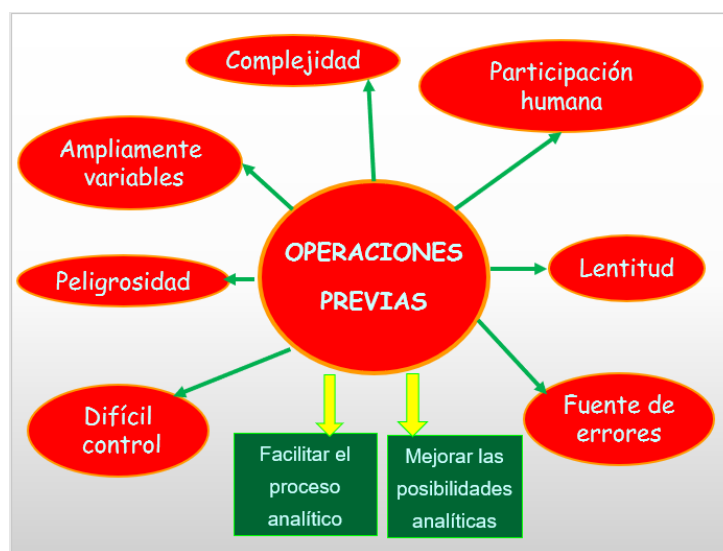 Complejidad
Participación
humana
Ampliamente
variables
OPERACIONES
PREVIAS
Peligrosidad
Lentitud
Difícil
control
Fuente de
errores
Facilitar el
proceso
analítico
Mejorar las
posibilidades
analíticas